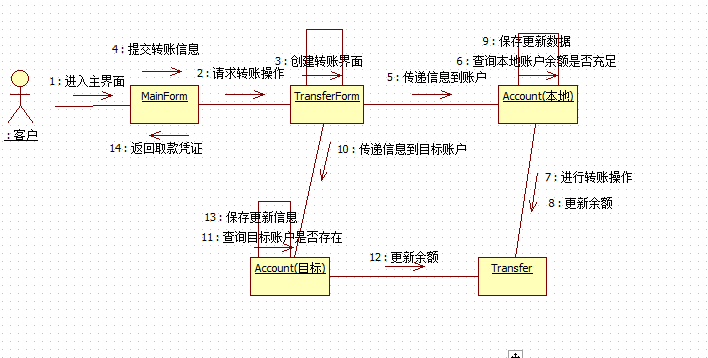 9：保存更新数据
4：提交转账信息
3：创建转账界面
6：查询本地账户余额是否充足
1：进入主界面
2：请求转账操作
5：传递信息到账户
MainForm
TransferForm
Account(本地)
：客户
14：返回取款凭证
10：传递信息到目标账户
7：进行转账操作
8：更新余额
13：保存更新信息
11：查询目标账户是否存在
12：更新余额
Account(目标)
Transfer